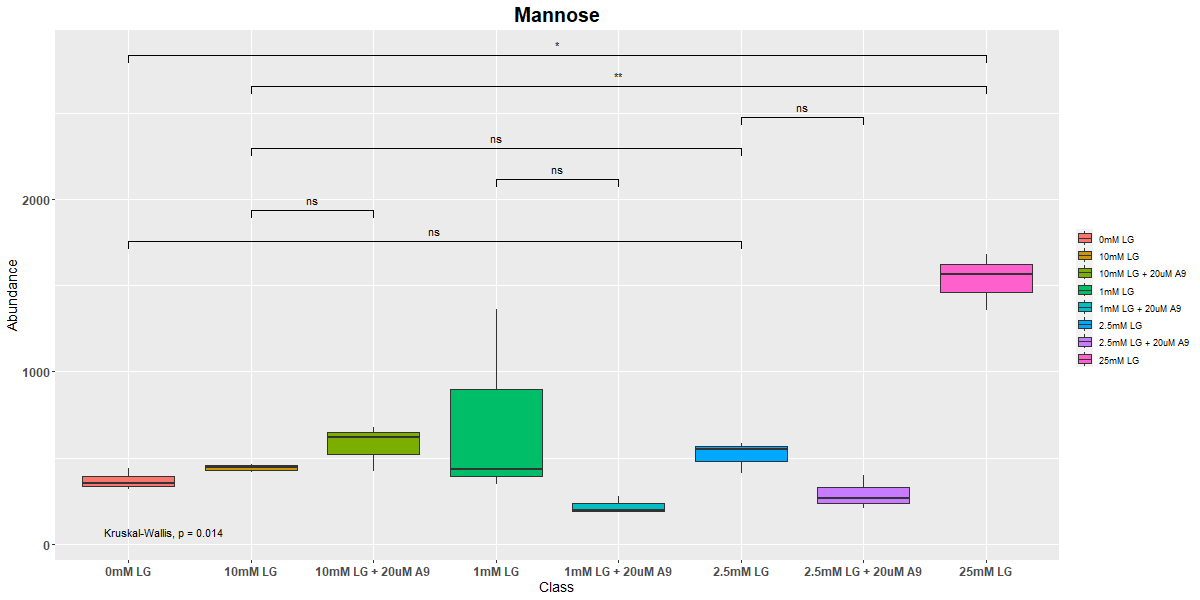 Mannose
*
**
ns
ns
ns
ns
ns
2000
1000
0
Abundance
Kruskal-Wallis, p = 0.014
0mM LG
10mM LG
10mM LG + 20uM A9
1mM LG
1mM LG + 20uM A9
2.5mM LG
2.5mM LG + 20uM A9
25mM LG
Class
0mM LG
10mM LG
10mM LG + 20uM A9
1mM LG
1mM LG + 20uM A9
2.5mM LG
2.5mM LG + 20uM A9
25mM LG